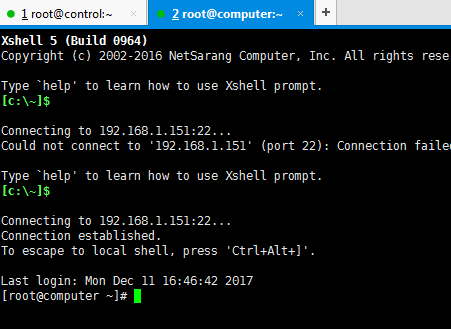 1 root@control:~ × 2 root@computer:~ × +
Xshell 5 (Build 0964)
Copyright (c) 2002-2016 NetSarang Computer, Inc. All rights rese
Type `help' to learn how to use Xshell prompt.
[c:\~]$
Connecting to 192.168.1.151:22...
Could not connect to '192.168.1.151' (port 22): Connection failed
Type `help' to learn how to use Xshell prompt.
[c:\~]$
Connecting to 192.168.1.151:22...
Connection established.
To escape to local shell, press 'Ctrl+Alt+]'.
Last login: Mon Dec 11 16:46:42 2017
[root@computer ~]#